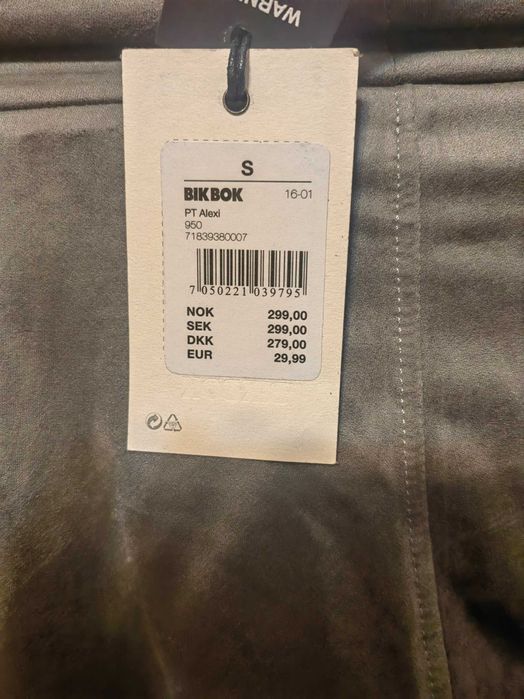 WARN
S
BIKBOK 16-01
PT Alexi
950
71839380007
7 050221 039795
NOK 299,00
SEK 299,00
DKK 279,00
EUR 29,99